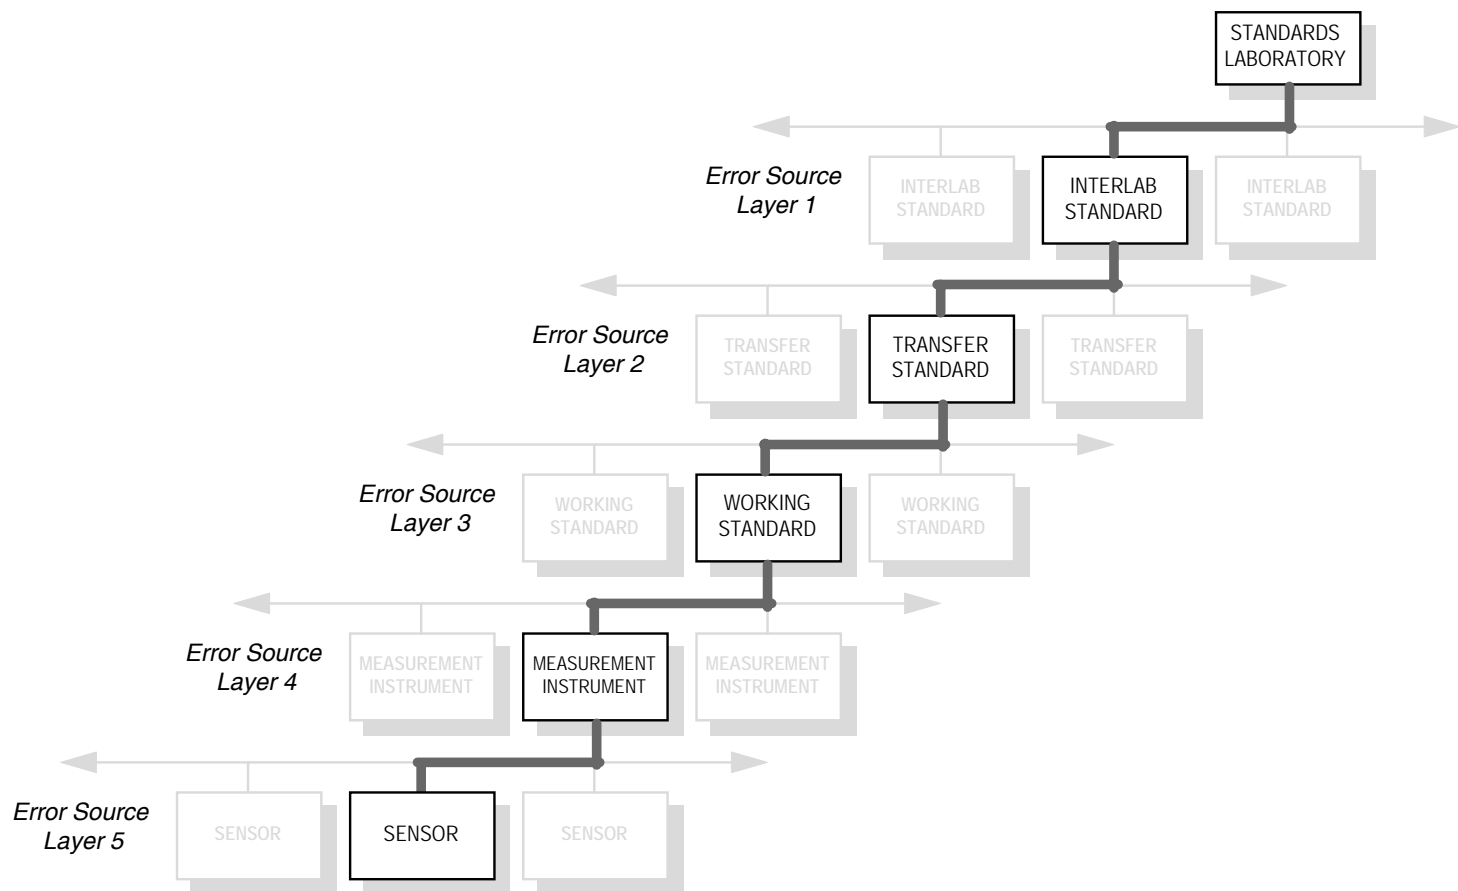 STANDARDS
LABORATORY
Error Source
Layer 1
INTERLAB
STANDARD
INTERLAB
STANDARD
INTERLAB
STANDARD
Error Source
Layer 2
TRANSFER
STANDARD
TRANSFER
STANDARD
TRANSFER
STANDARD
Error Source
Layer 3
WORKING
STANDARD
WORKING
STANDARD
WORKING
STANDARD
Error Source
Layer 4
MEASUREMENT
INSTRUMENT
MEASUREMENT
INSTRUMENT
MEASUREMENT
INSTRUMENT
Error Source
Layer 5
SENSOR
SENSOR
SENSOR